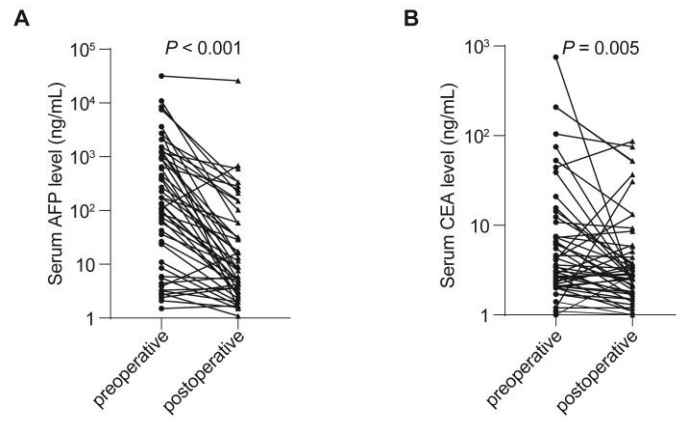 A
P < 0.001
Serum AFP level (ng/mL)
10⁵
10⁴
10³
10²
10
1
preoperative
postoperative
B
P = 0.005
Serum CEA level (ng/mL)
10³
10²
10
1
preoperative
postoperative